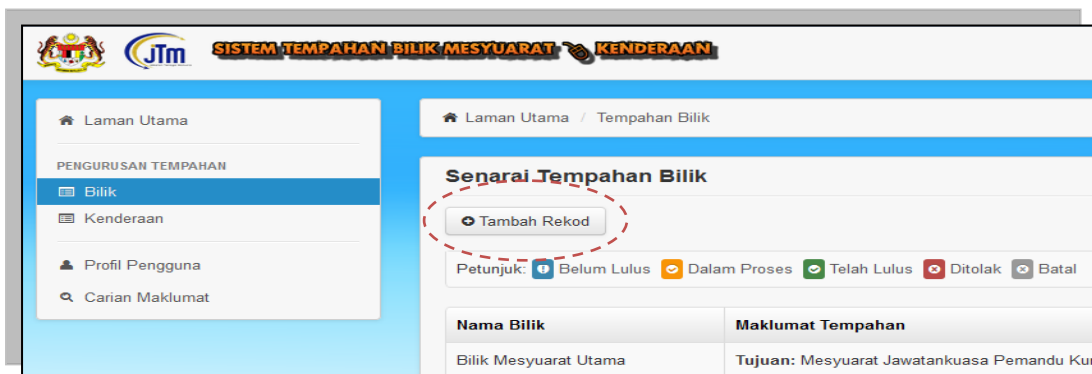 JTm
SISTEM TEMPAHAN BILIK MESYUARAT & KENDERAAN
Laman Utama
PENGURUSAN TEMPAHAN
Bilik
Kenderaan
Profil Pengguna
Carian Maklumat
Laman Utama / Tempahan Bilik
Senarai Tempahan Bilik
Tambah Rekod
Petunjuk: Belum Lulus Dalam Proses Telah Lulus Ditolak Batal
Nama Bilik Maklumat Tempahan
Bilik Mesyuarat Utama Tujuan: Mesyuarat Jawatankuasa Pemandu